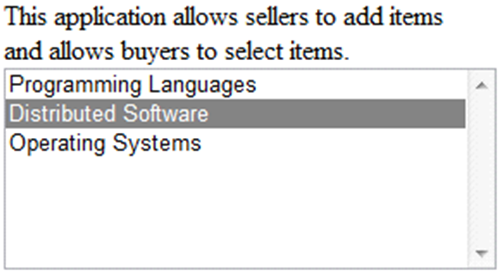 This application allows sellers to add items
and allows buyers to select items.
Programming Languages
Distributed Software
Operating Systems